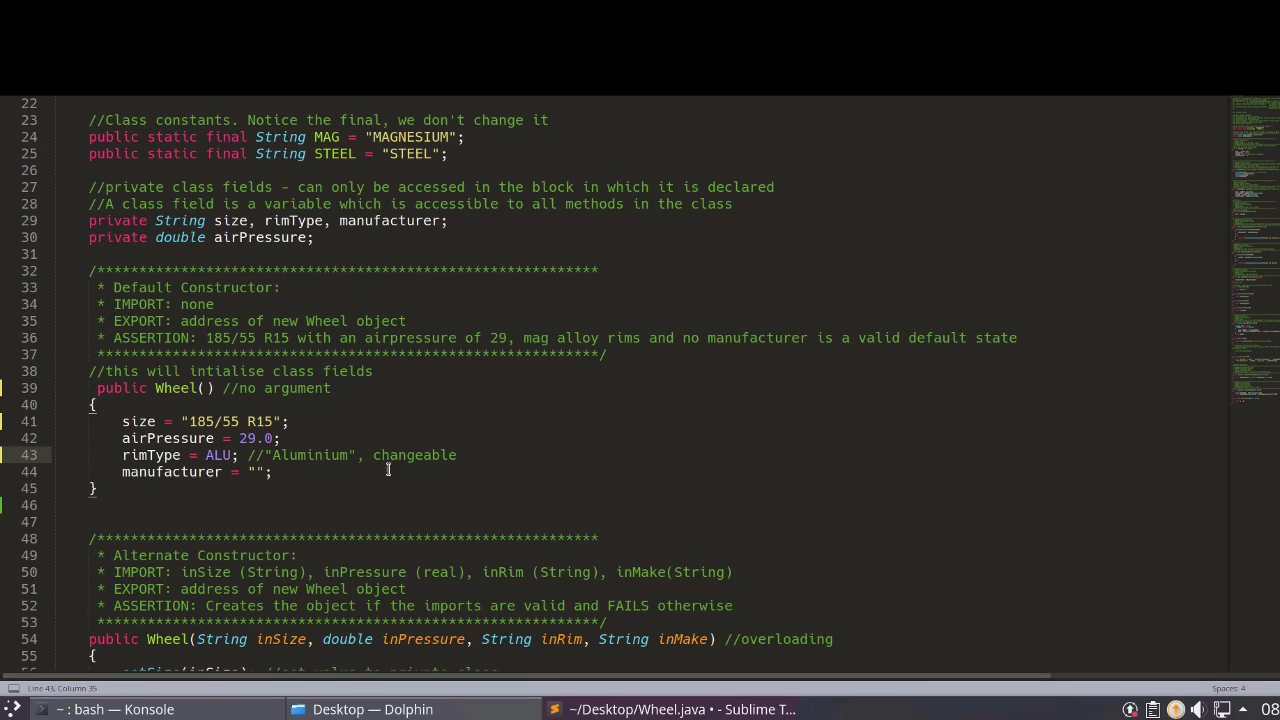 22
23 //Class constants. Notice the final, we don't change it
24 public static final String MAG = "MAGNESIUM";
25 public static final String STEEL = "STEEL";
26
27 //private class fields - can only be accessed in the block in which it is declared
28 //A class field is a variable which is accessible to all methods in the class
29 private String size, rimType, manufacturer;
30 private double airPressure;
31
32 /************************************************************
33 * Default Constructor:
34 * IMPORT: none
35 * EXPORT: address of new Wheel object
36 * ASSERTION: 185/55 R15 with an airpressure of 29, mag alloy rims and no manufacturer is a valid default state
37 ************************************************************/
38 //this will intialise class fields
39 public Wheel() //no argument
40 {
41 size = "185/55 R15";
42 airPressure = 29.0;
43 rimType = ALU; //"Aluminium", changeable
44 manufacturer = "";
45 }
46
47
48 /************************************************************
49 * Alternate Constructor:
50 * IMPORT: inSize (String), inPressure (real), inRim (String), inMake(String)
51 * EXPORT: address of new Wheel object
52 * ASSERTION: Creates the object if the imports are valid and FAILS otherwise
53 ************************************************************/
54 public Wheel(String inSize, double inPressure, String inRim, String inMake) //overloading
55 {
Line 43, Column 35
Spaces: 4
~ : bash — Konsole
Desktop — Dolphin
~/Desktop/Wheel.java • - Sublime T...
08